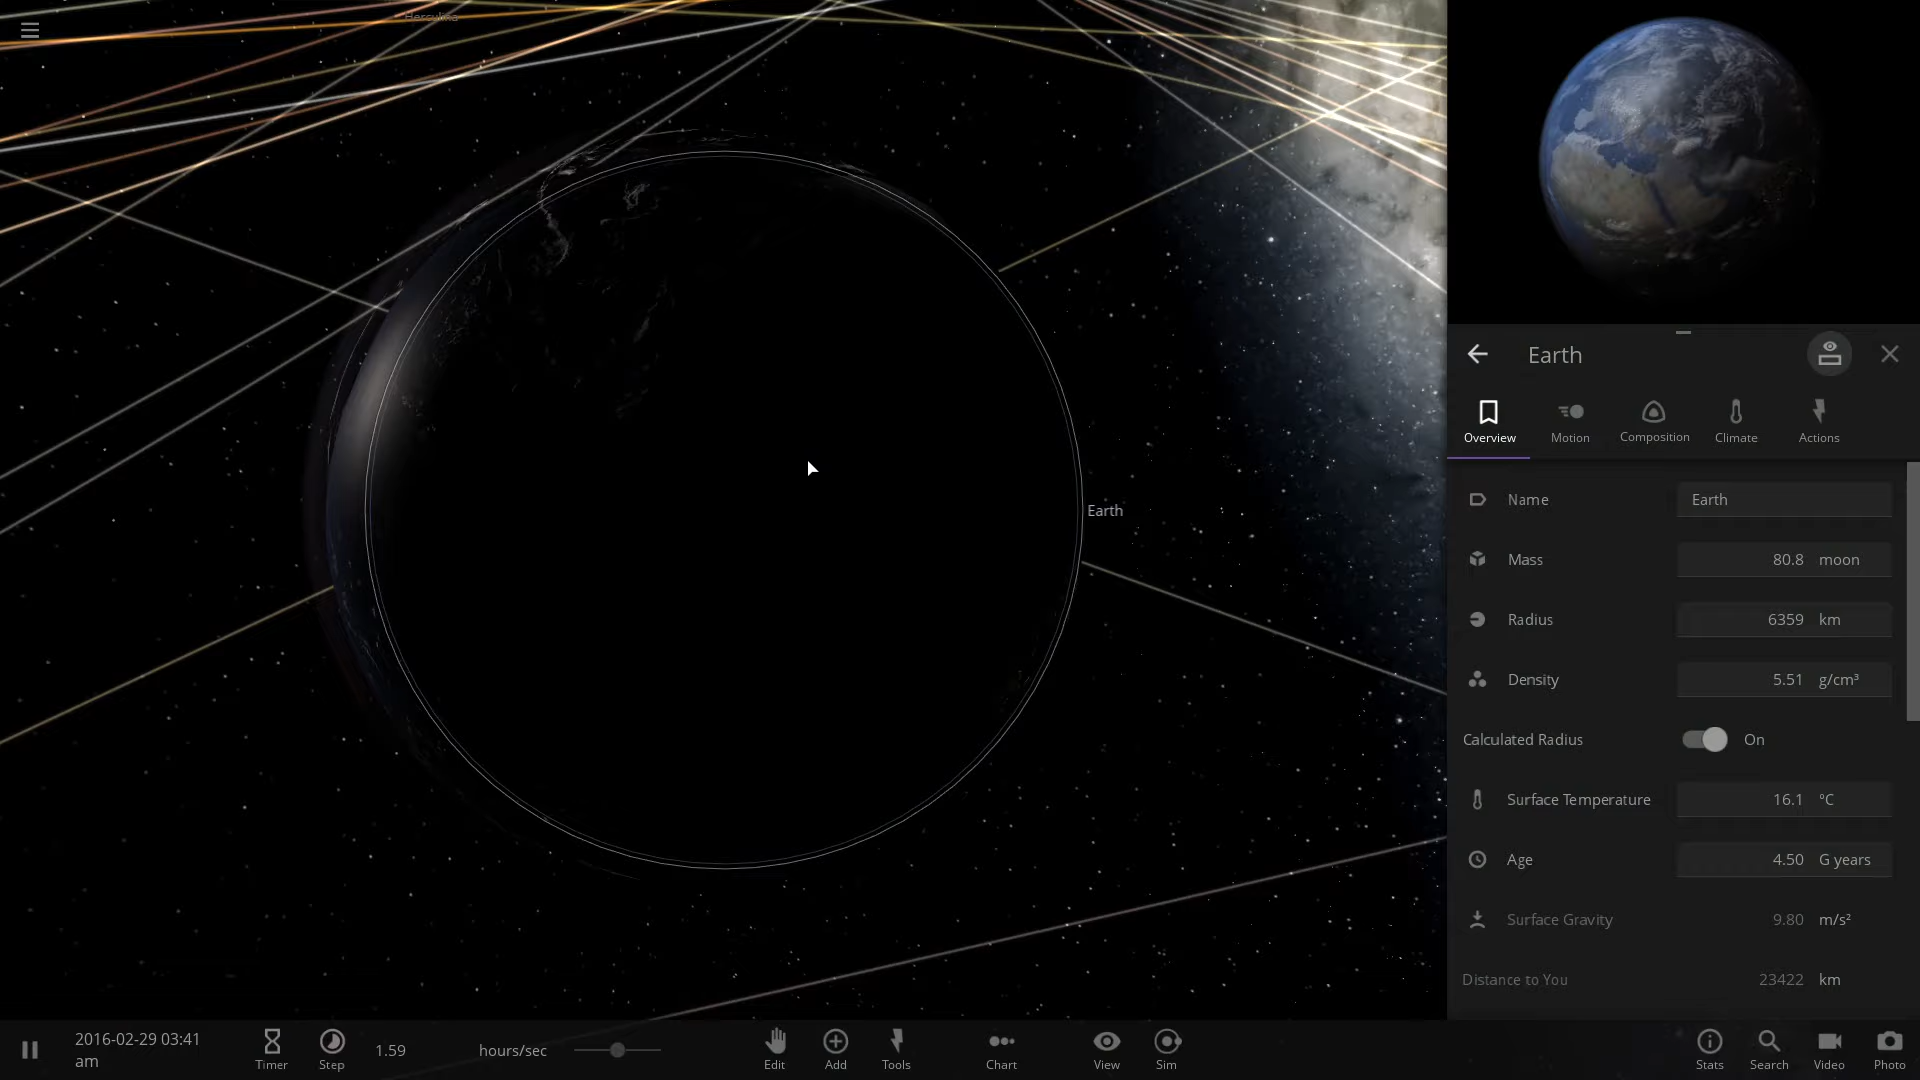 Herculina
Earth
Earth
Overview
Motion
Composition
Climate
Actions
Name Earth
Mass 80.8 moon
Radius 6359 km
Density 5.51 g/cm³
Calculated Radius On
Surface Temperature 16.1 °C
Age 4.50 G years
Surface Gravity 9.80 m/s²
Distance to You 23422 km
2016-02-29 03:41
am
Timer
Step
1.59 hours/sec
Edit
Add
Tools
Chart
View
Sim
Stats
Search
Video
Photo